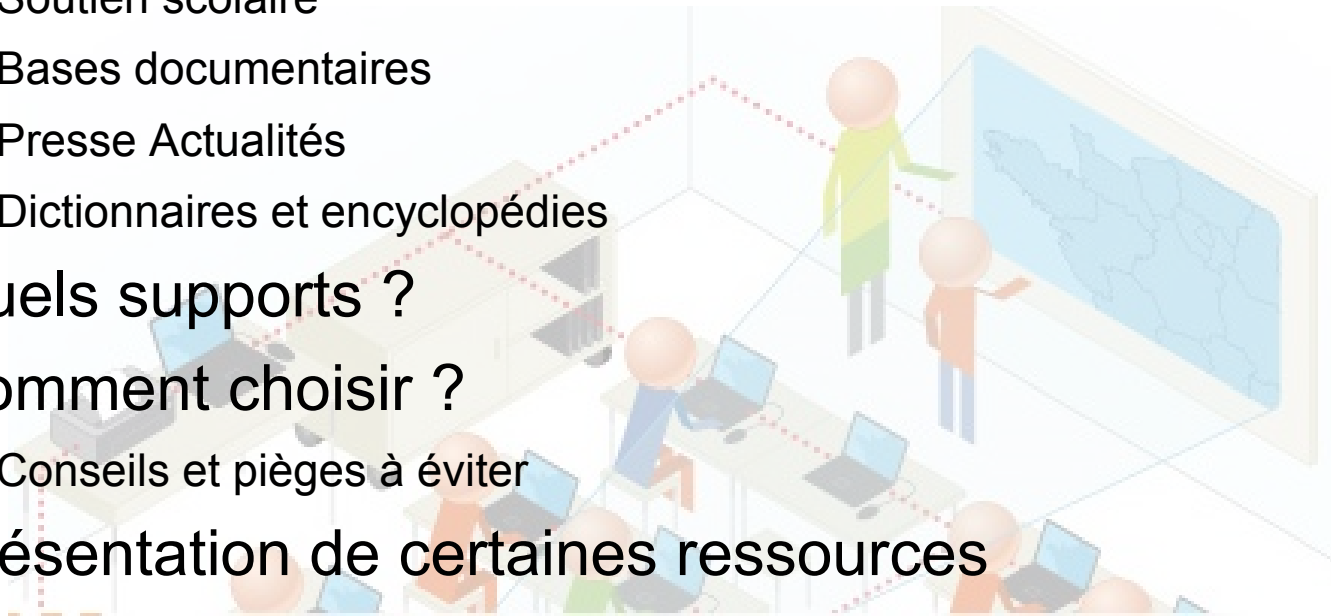 Soutien scolaire
Bases documentaires
Presse Actualités
Dictionnaires et encyclopédies
uels supports ?
omment choisir ?
Conseils et pièges à éviter
ésentation de certaines ressources